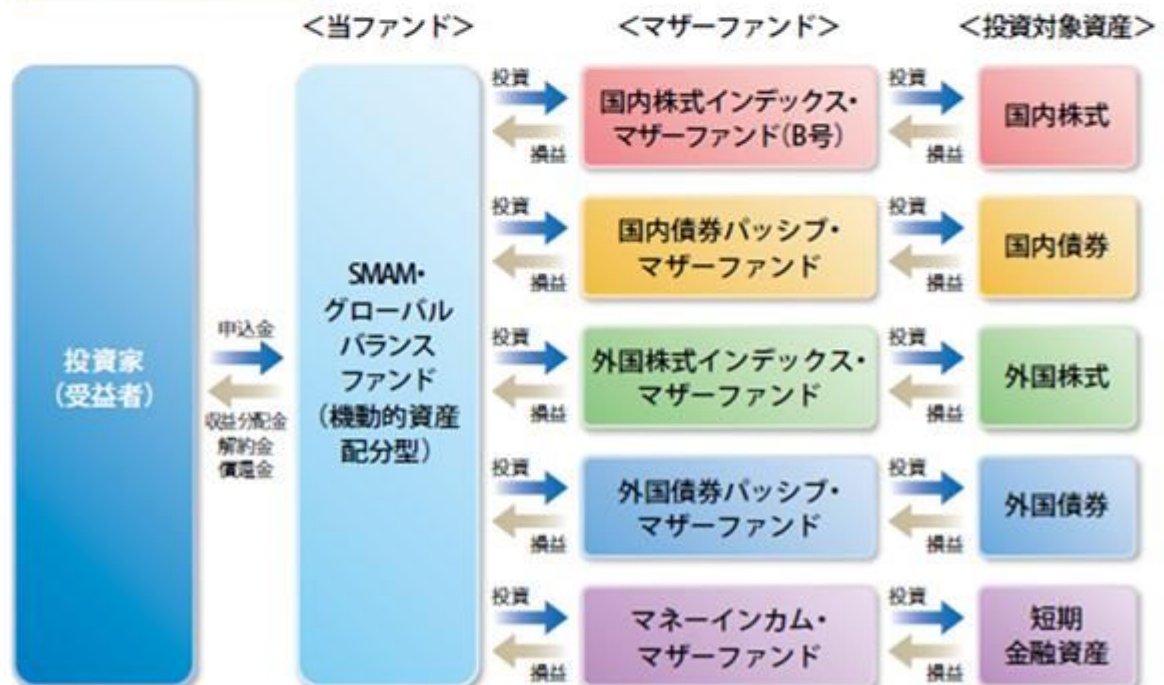 <当ファンド>
<マザーファンド>
<投資対象資産>
投資家
(受益者)
申込金
収益分配金
解約金
償還金
SMAM・
グローバル
バランス
ファンド
(機動的資産
配分型)
投資
損益
国内株式インデックス・
マザーファンド(B号)
投資
損益
国内株式
投資
損益
国内債券パッシブ・
マザーファンド
投資
損益
国内債券
投資
損益
外国株式インデックス・
マザーファンド
投資
損益
外国株式
投資
損益
外国債券パッシブ・
マザーファンド
投資
損益
外国債券
投資
損益
マネーインカム・
マザーファンド
投資
損益
短期
金融資産